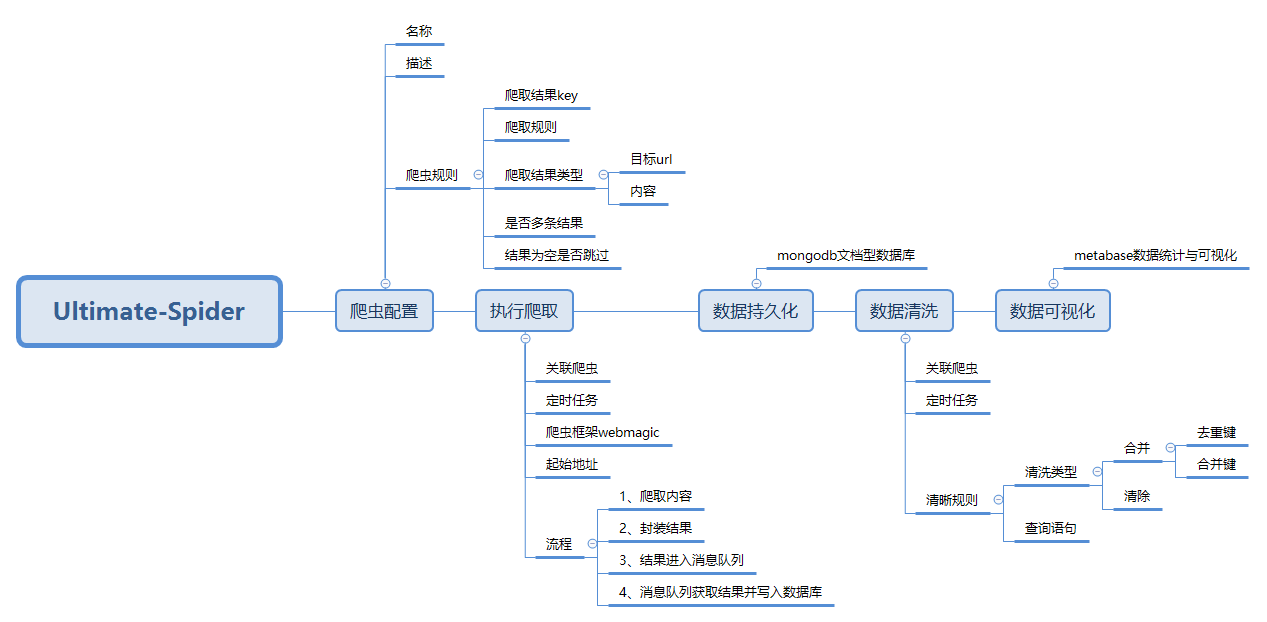 名称
描述
爬取结果key
爬取规则
目标url
爬虫规则
爬取结果类型
内容
是否多条结果
结果为空是否跳过
mongodb文档型数据库
metabase数据统计与可视化
Ultimate-Spider
爬虫配置
执行爬取
数据持久化
数据清洗
数据可视化
关联爬虫
定时任务
爬虫框架webmagic
起始地址
1、爬取内容
2、封装结果
流程
3、结果进入消息队列
4、消息队列获取结果并写入数据库
关联爬虫
定时任务
去重键
合并
合并键
清洗类型
清除
清晰规则
查询语句